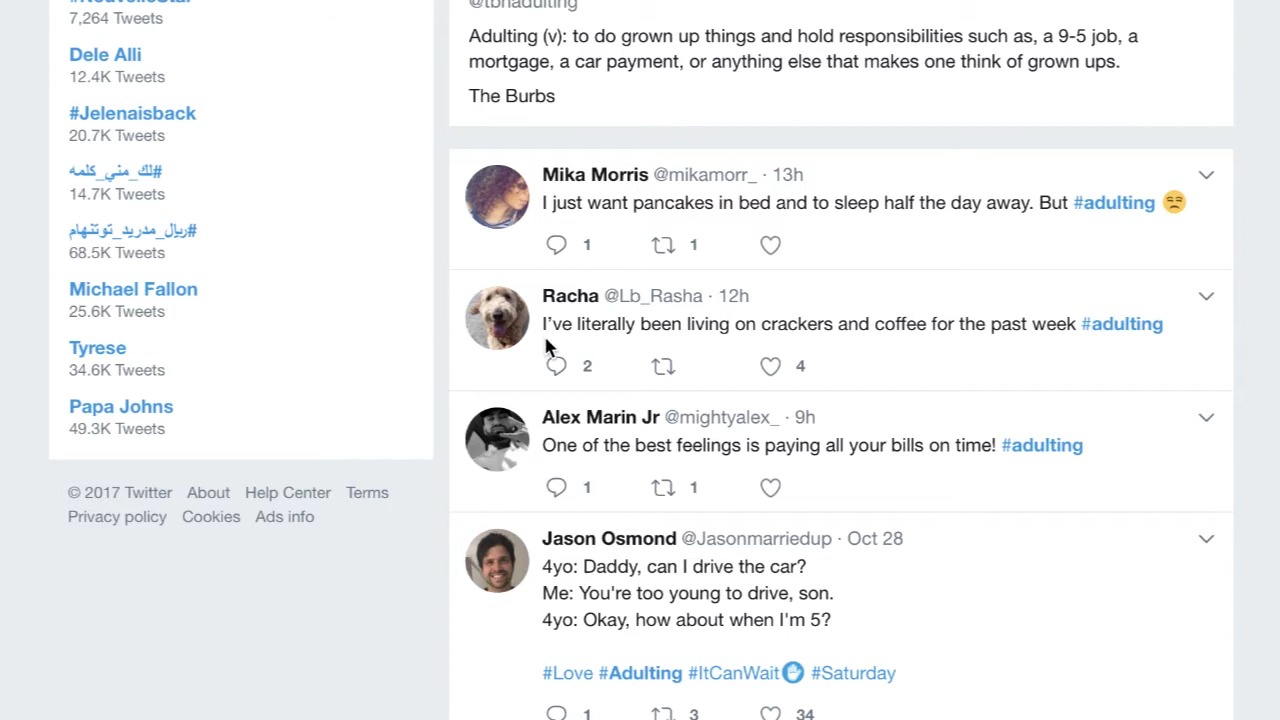 7,264 Tweets
Dele Alli
12.4K Tweets
#Jelenaisback
20.7K Tweets
#لك_مني_كلمه
14.7K Tweets
#ريال_مدريد_توتنهام
68.5K Tweets
Michael Fallon
25.6K Tweets
Tyrese
34.6K Tweets
Papa Johns
49.3K Tweets
© 2017 Twitter About Help Center Terms
Privacy policy Cookies Ads info
@tbhadulting
Adulting (v): to do grown up things and hold responsibilities such as, a 9-5 job, a
mortgage, a car payment, or anything else that makes one think of grown ups.
The Burbs
Mika Morris @mikamorr_ · 13h
I just want pancakes in bed and to sleep half the day away. But #adulting 😒
1 1
Racha @Lb_Rasha · 12h
I’ve literally been living on crackers and coffee for the past week #adulting
2 4
Alex Marin Jr @mightyalex_ · 9h
One of the best feelings is paying all your bills on time! #adulting
1 1
Jason Osmond @Jasonmarriedup · Oct 28
4yo: Daddy, can I drive the car?
Me: You're too young to drive, son.
4yo: Okay, how about when I'm 5?
#Love #Adulting #ItCanWait #Saturday
1 3 34